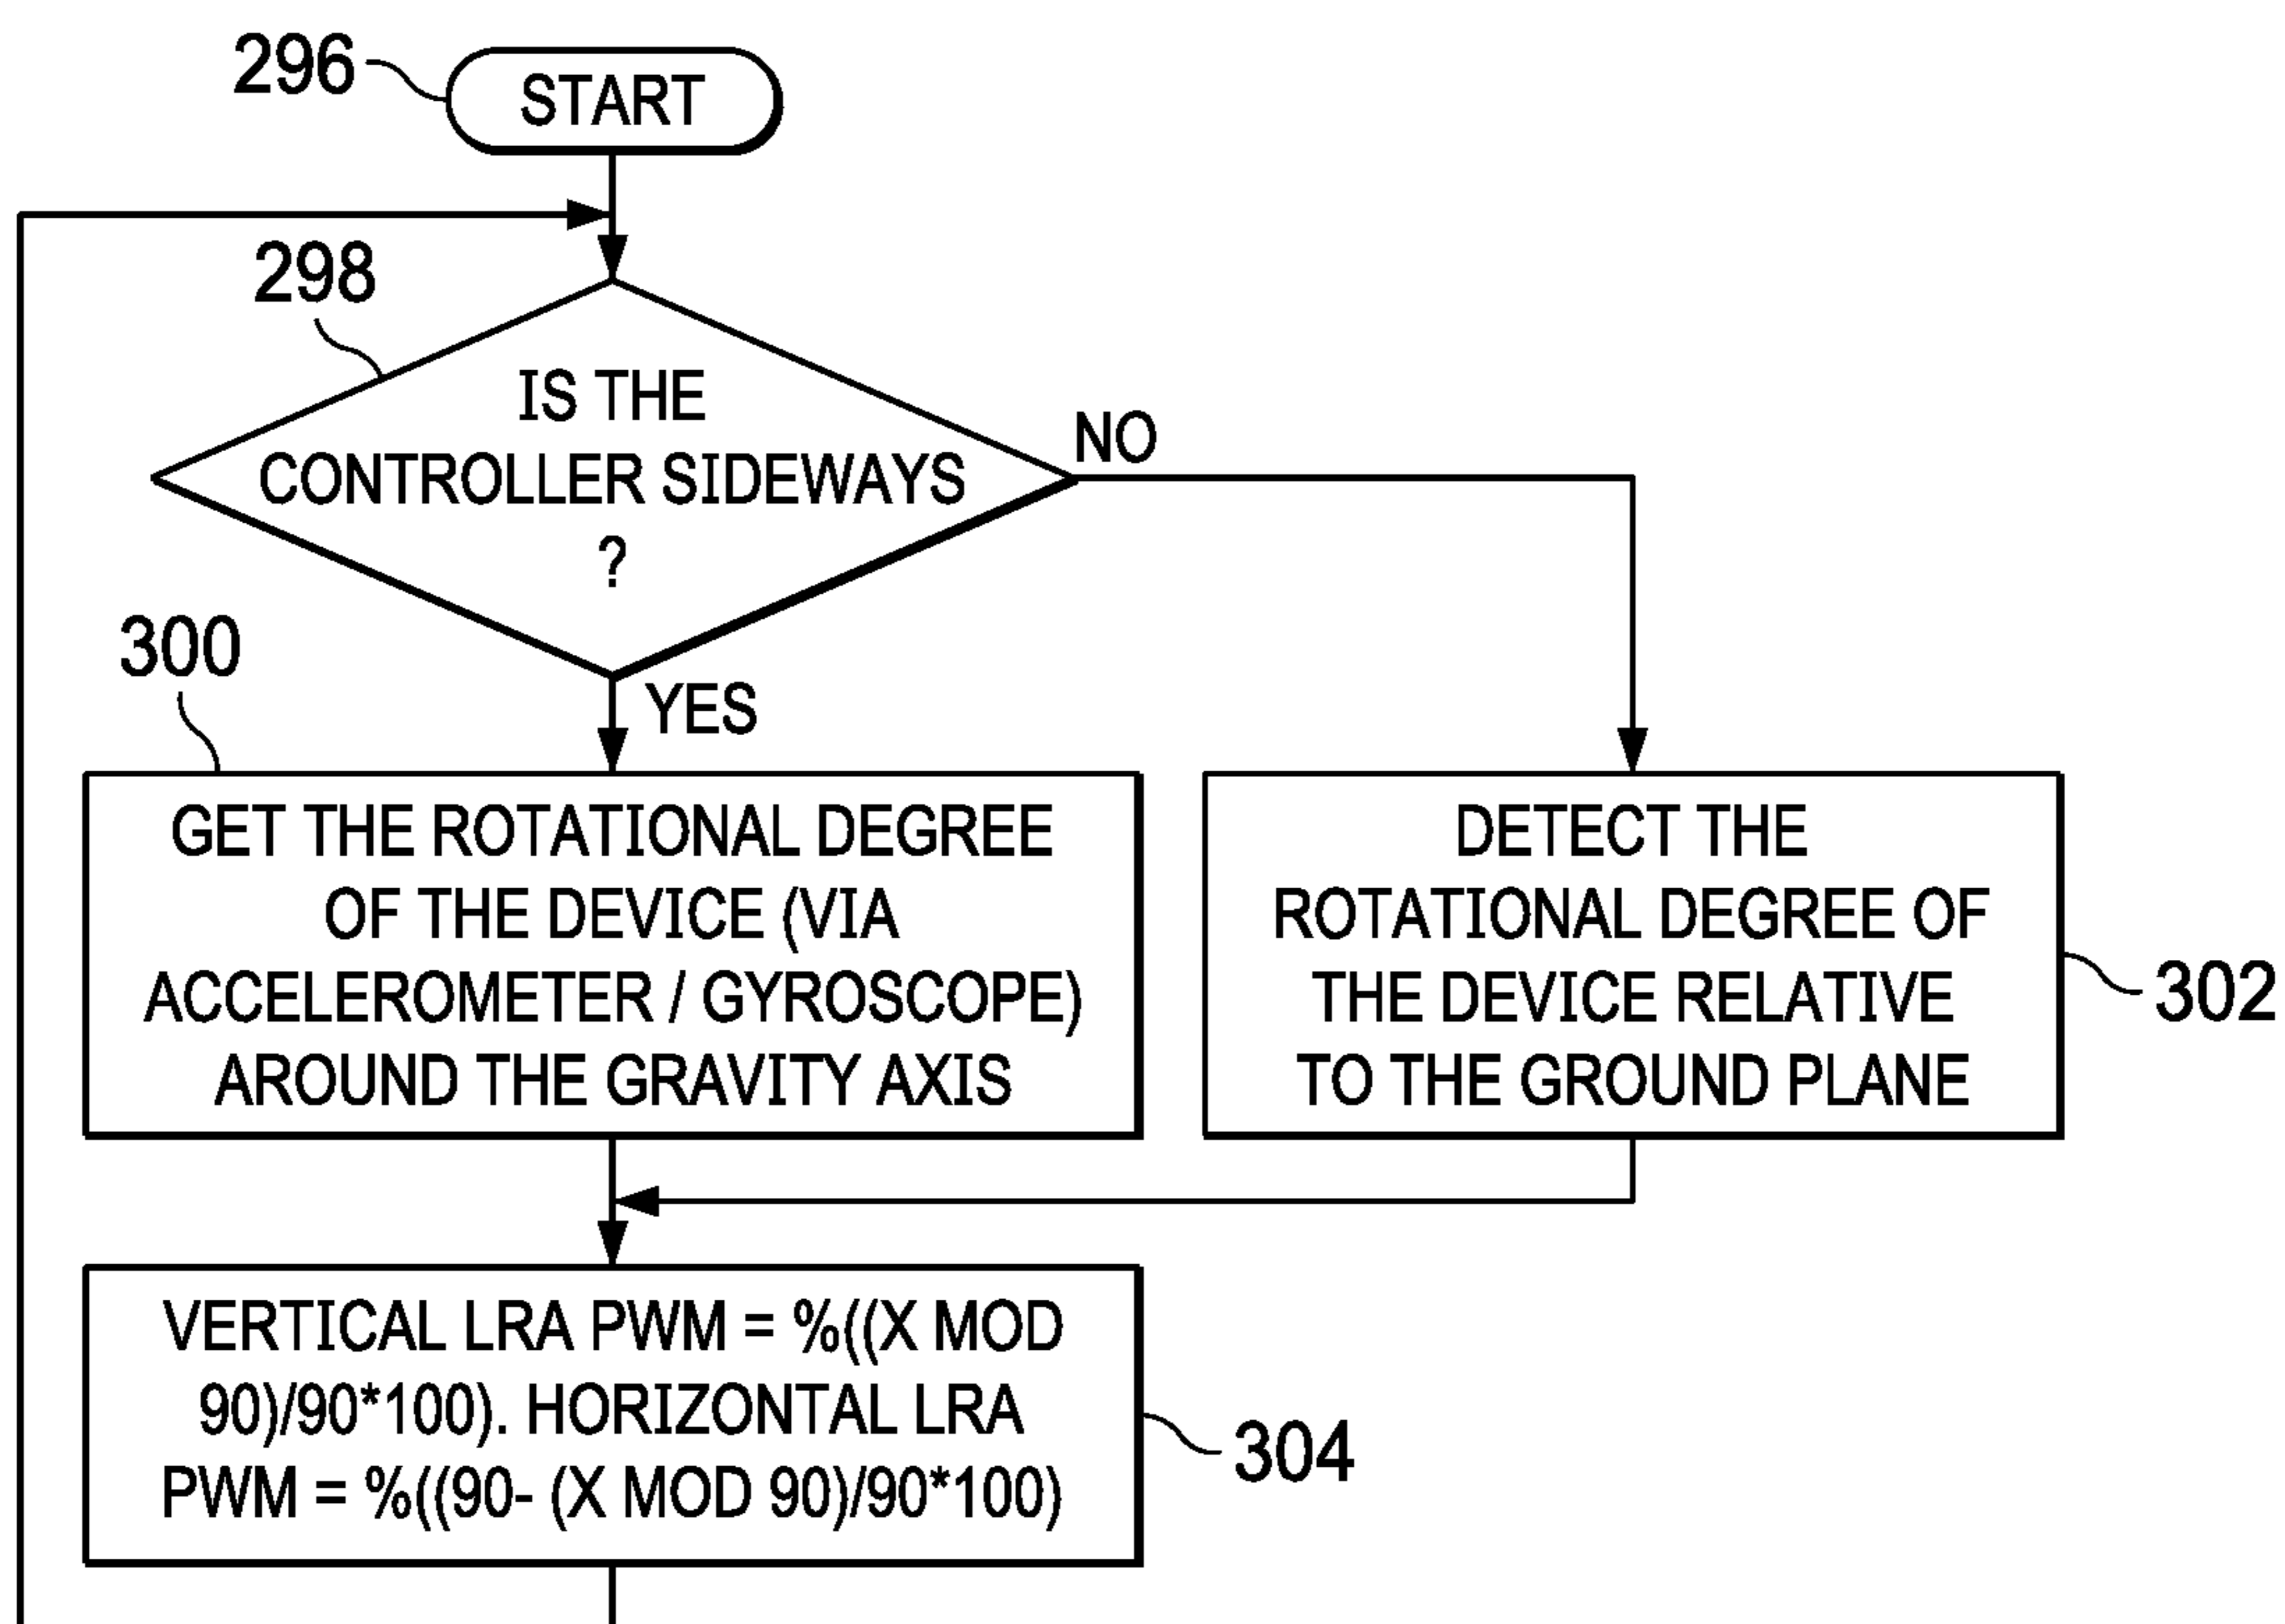 296
START
298
IS THE
CONTROLLER SIDEWAYS
?
NO
YES
300
GET THE ROTATIONAL DEGREE
OF THE DEVICE (VIA
ACCELEROMETER / GYROSCOPE)
AROUND THE GRAVITY AXIS
DETECT THE
ROTATIONAL DEGREE OF
THE DEVICE RELATIVE
TO THE GROUND PLANE
302
VERTICAL LRA PWM = %((X MOD
90)/90*100). HORIZONTAL LRA
PWM = %((90- (X MOD 90)/90*100)
304